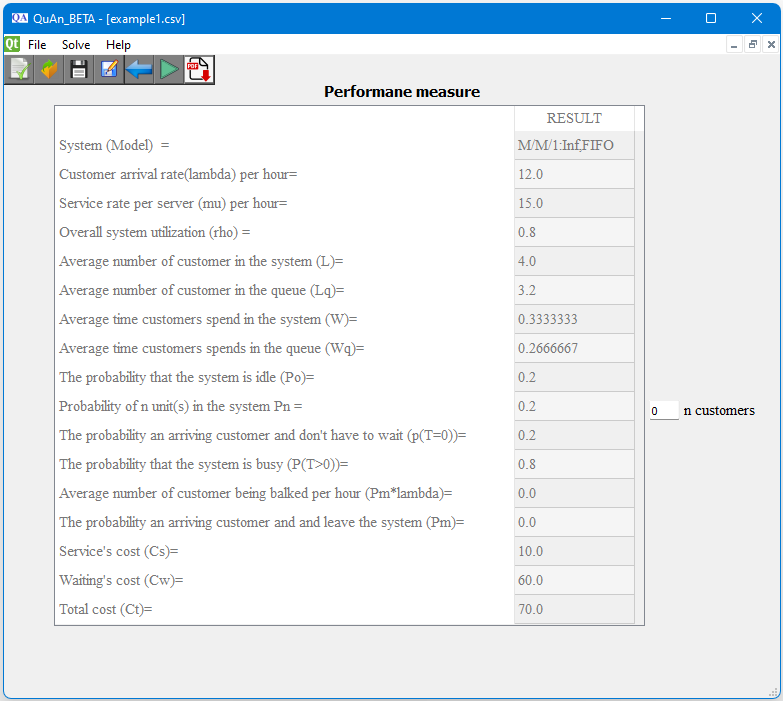 QA QuAn_BETA - [example1.csv]
Qt File Solve Help
PDF
Performane measure
RESULT
System (Model) = M/M/1:Inf,FIFO
Customer arrival rate(lambda) per hour= 12.0
Service rate per server (mu) per hour= 15.0
Overall system utilization (rho) = 0.8
Average number of customer in the system (L)= 4.0
Average number of customer in the queue (Lq)= 3.2
Average time customers spend in the system (W)= 0.3333333
Average time customers spends in the queue (Wq)= 0.2666667
The probability that the system is idle (Po)= 0.2
Probability of n unit(s) in the system Pn = 0.2 0 n customers
The probability an arriving customer and don't have to wait (p(T=0))= 0.2
The probability that the system is busy (P(T>0))= 0.8
Average number of customer being balked per hour (Pm*lambda)= 0.0
The probability an arriving customer and and leave the system (Pm)= 0.0
Service's cost (Cs)= 10.0
Waiting's cost (Cw)= 60.0
Total cost (Ct)= 70.0